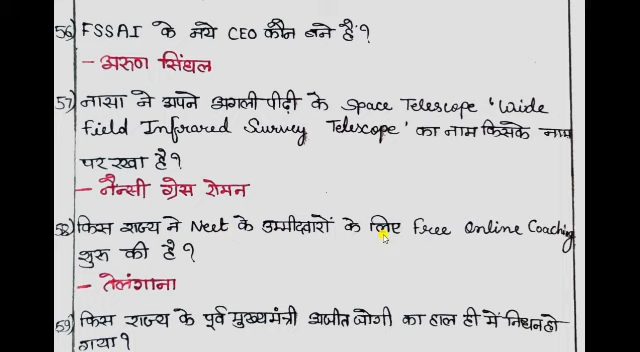 56) FSSAI के नये CEO कौन बने हैं?
- अरुण सिंघल
57) नासा ने अपने अगली पीढ़ी के Space Telescope 'Wide
Field Infrared Survey Telescope' का नाम किसके नाम
पर रखा है?
- नैन्सी ग्रेस रोमन
58) किस राज्य ने Neet के उम्मीदवारों के लिए Free Online Coaching
शुरू की है?
- तेलंगाना
59) किस राज्य के पूर्व मुख्यमंत्री अजीत जोगी का हाल ही में निधन हो
गया?